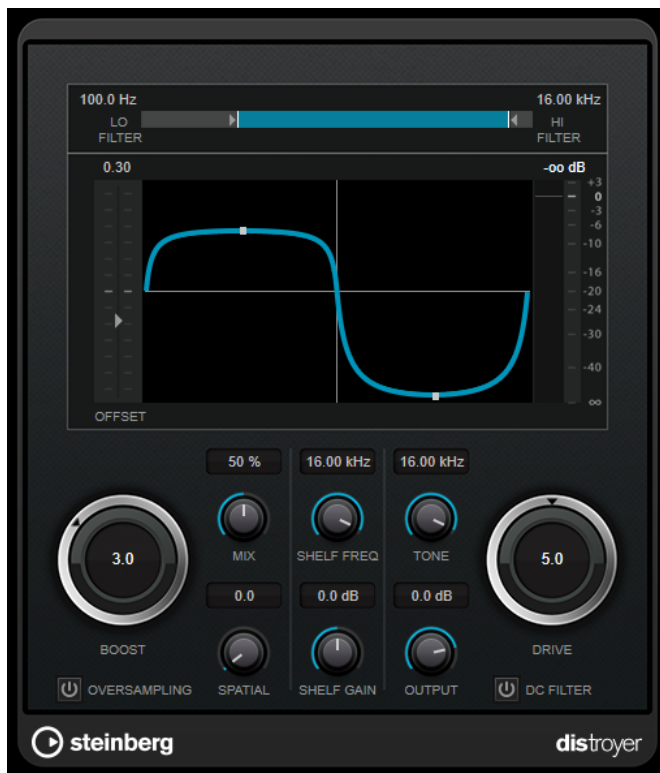 100.0 Hz 16.00 kHz
LO FILTER HI FILTER
0.30 -oo dB
+3
0
-3
-6
-10
-16
-20
-24
-30
-40
∞
OFFSET
50 % 16.00 kHz 16.00 kHz
MIX SHELF FREQ TONE
3.0 5.0
0.0 0.0 dB 0.0 dB
BOOST DRIVE
OVERSAMPLING SPATIAL SHELF GAIN OUTPUT DC FILTER
steinberg distroyer